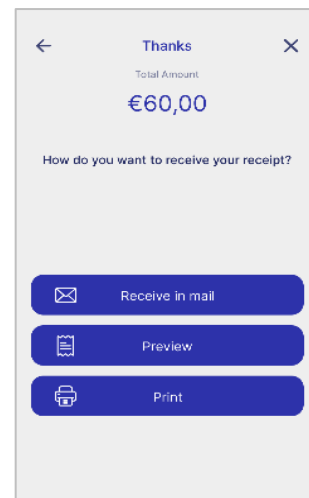 Thanks
Total Amount
€60,00
How do you want to receive your receipt?
Receive in mail
Preview
Print